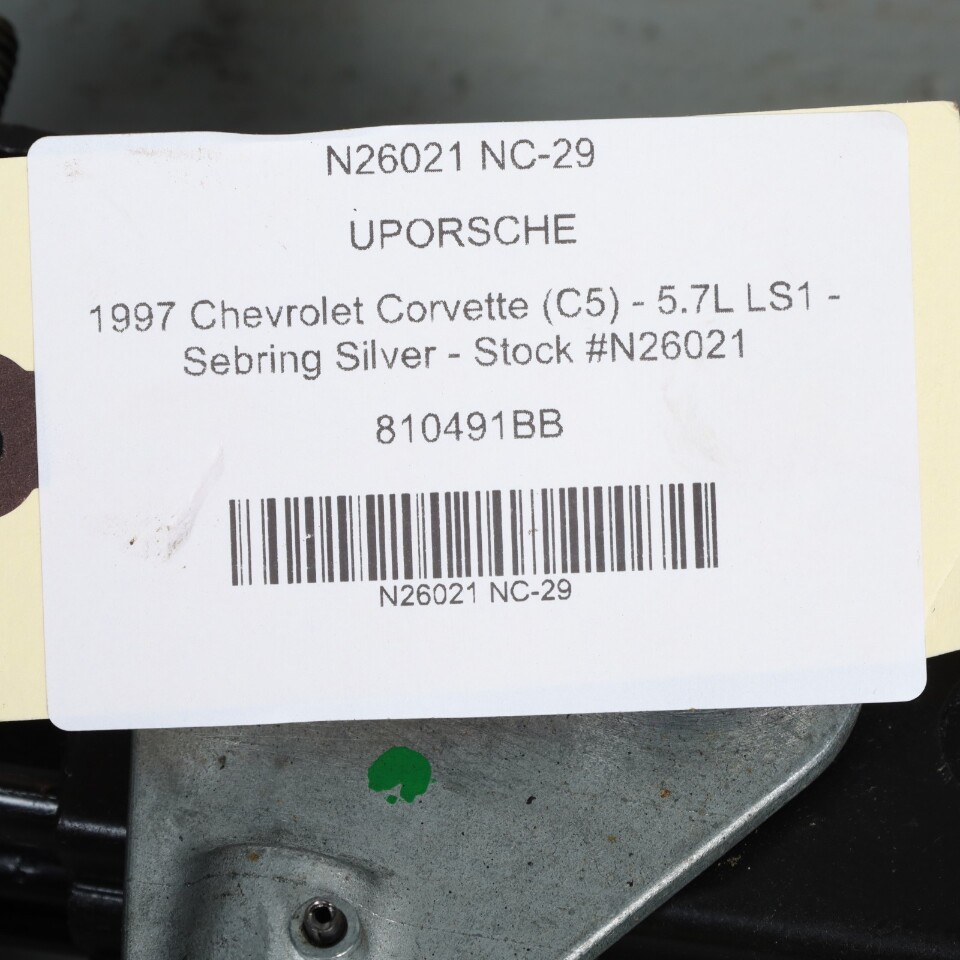 N26021 NC-29
UPORSCHE
1997 Chevrolet Corvette (C5) - 5.7L LS1 -
Sebring Silver - Stock #N26021
810491BB
N26021 NC-29